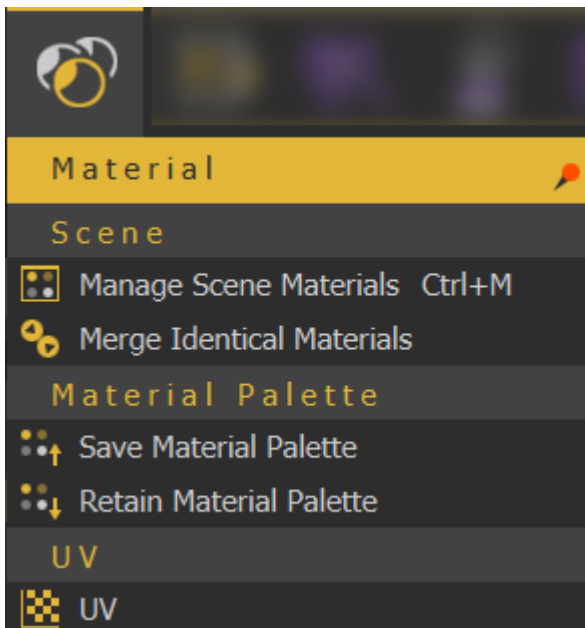 Material
Scene
Manage Scene Materials Ctrl+M
Merge Identical Materials
Material Palette
Save Material Palette
Retain Material Palette
UV
UV